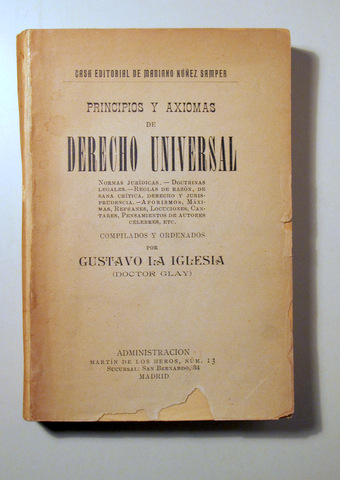 CASA EDITORIAL DE MARIANO NÚÑEZ SAMPER
PRINCIPIOS Y AXIOMAS
DE
DERECHO UNIVERSAL
NORMAS JURÍDICAS. — DOCTRINAS
LEGALES. — REGLAS DE RAZÓN, DE
SANA CRÍTICA, DERECHO Y JURIS-
PRUDENCIA. — AFORISMOS, MÁXI-
MAS, REFRANES, LOCUCIONES, CAN-
TARES, PENSAMIENTOS DE AUTORES
CÉLEBRES, ETC.
COMPILADOS Y ORDENADOS
POR
GUSTAVO LA IGLESIA
(DOCTOR GLAY)
ADMINISTRACION
MARTÍN DE LOS HEROS, NÚM. 13
SUCURSAL: SAN BERNARDO, 34
MADRID